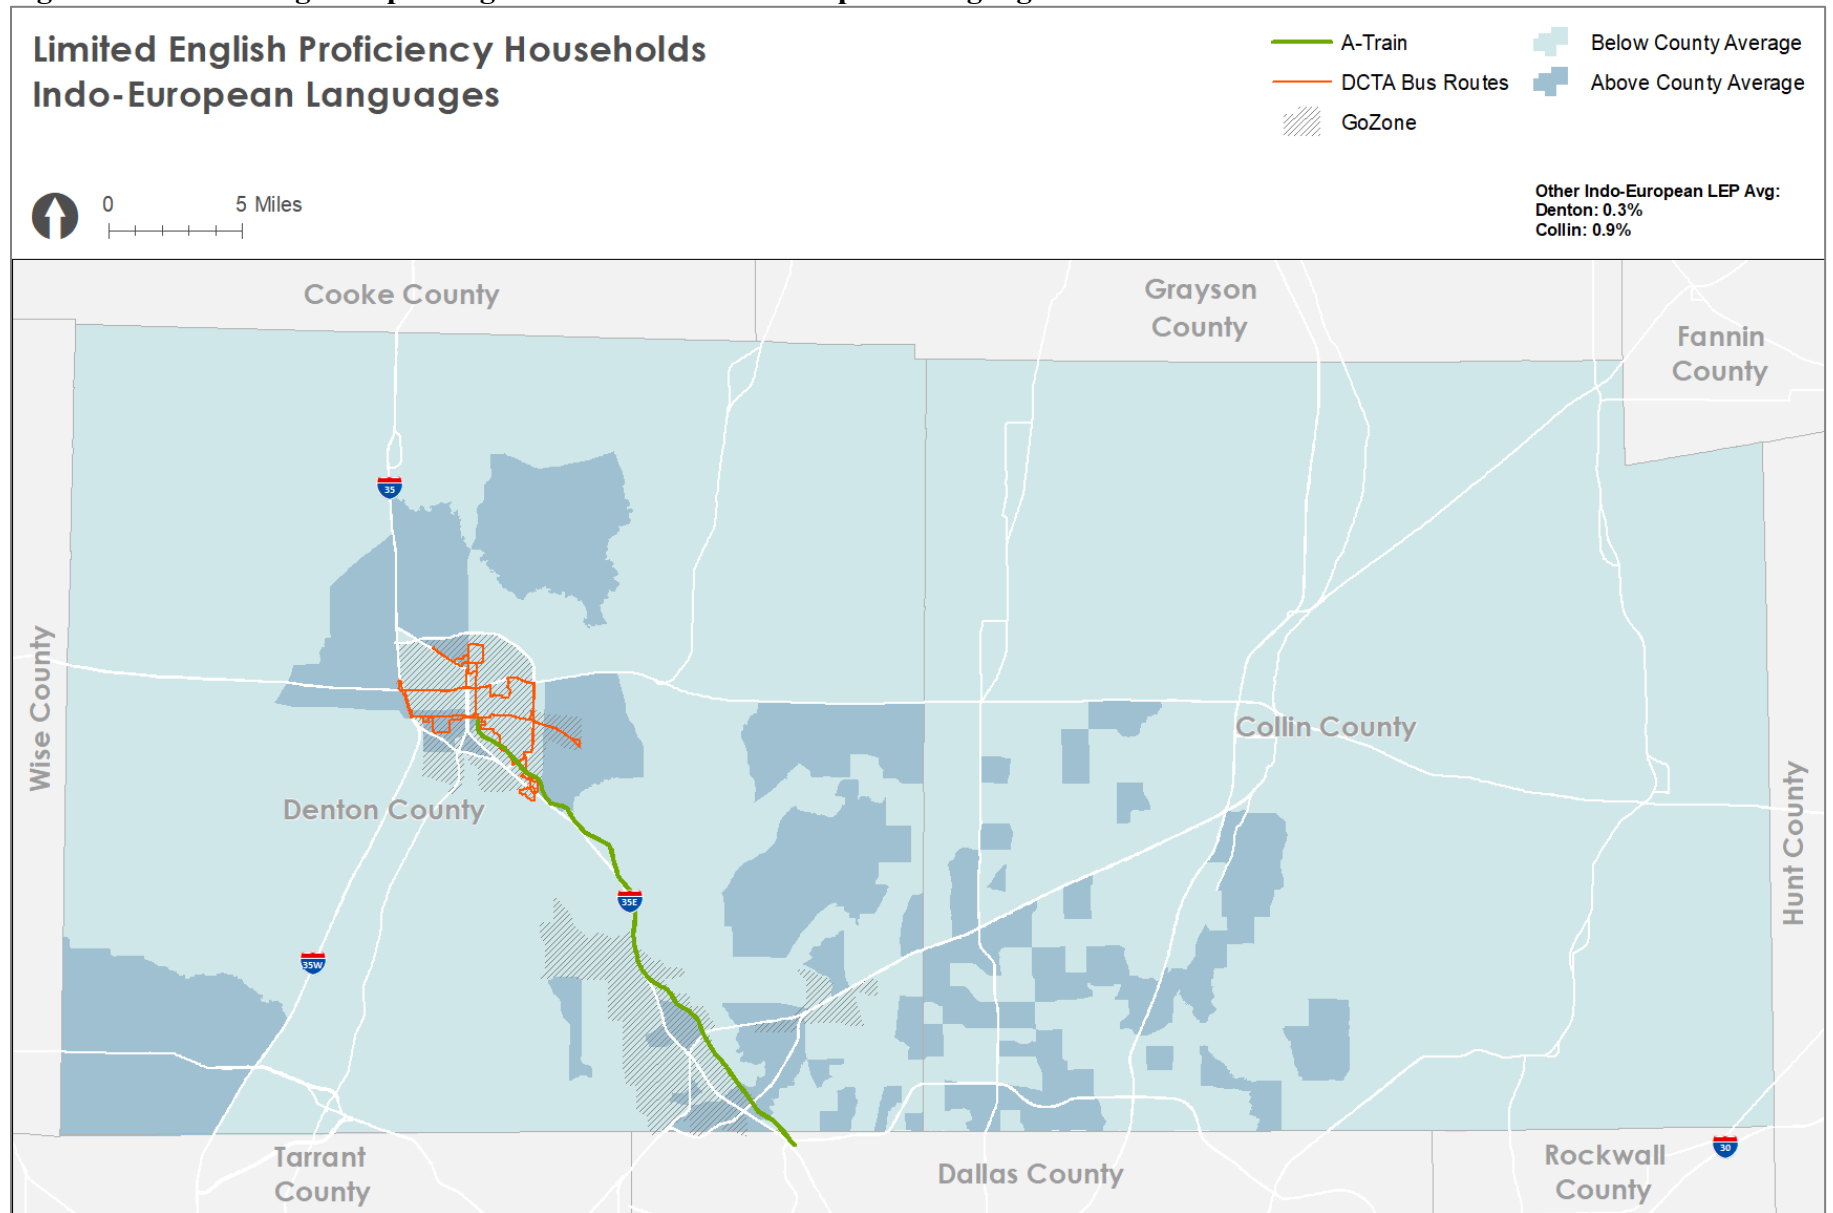 Limited English Proficiency Households
Indo-European Languages
A-Train
DCTA Bus Routes
GoZone
Below County Average
Above County Average
0 5 Miles
Other Indo-European LEP Avg:
Denton: 0.3%
Collin: 0.9%
Cooke County
Grayson
County
Fannin
County
35
Wise County
Denton County
Collin County
Hunt County
35E
35W
Tarrant
County
Dallas County
Rockwall
County
30